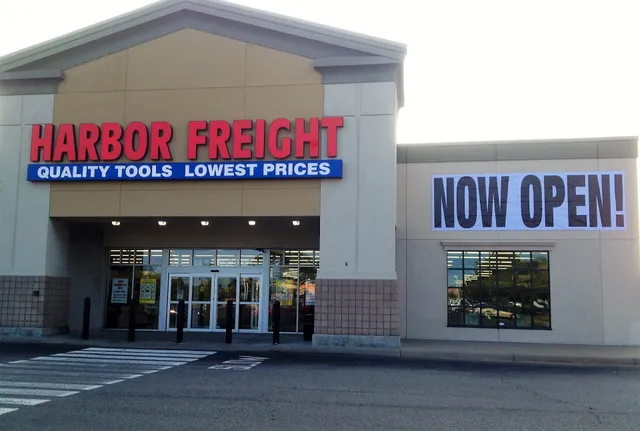 HARBOR FREIGHT
QUALITY TOOLS LOWEST PRICES
NOW OPEN!